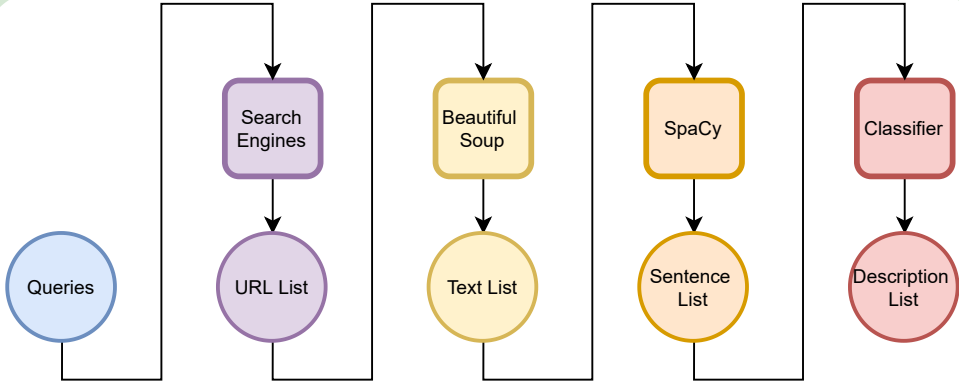 Search
Engines
Beautiful
Soup
SpaCy
Classifier
Queries
URL List
Text List
Sentence
List
Description
List